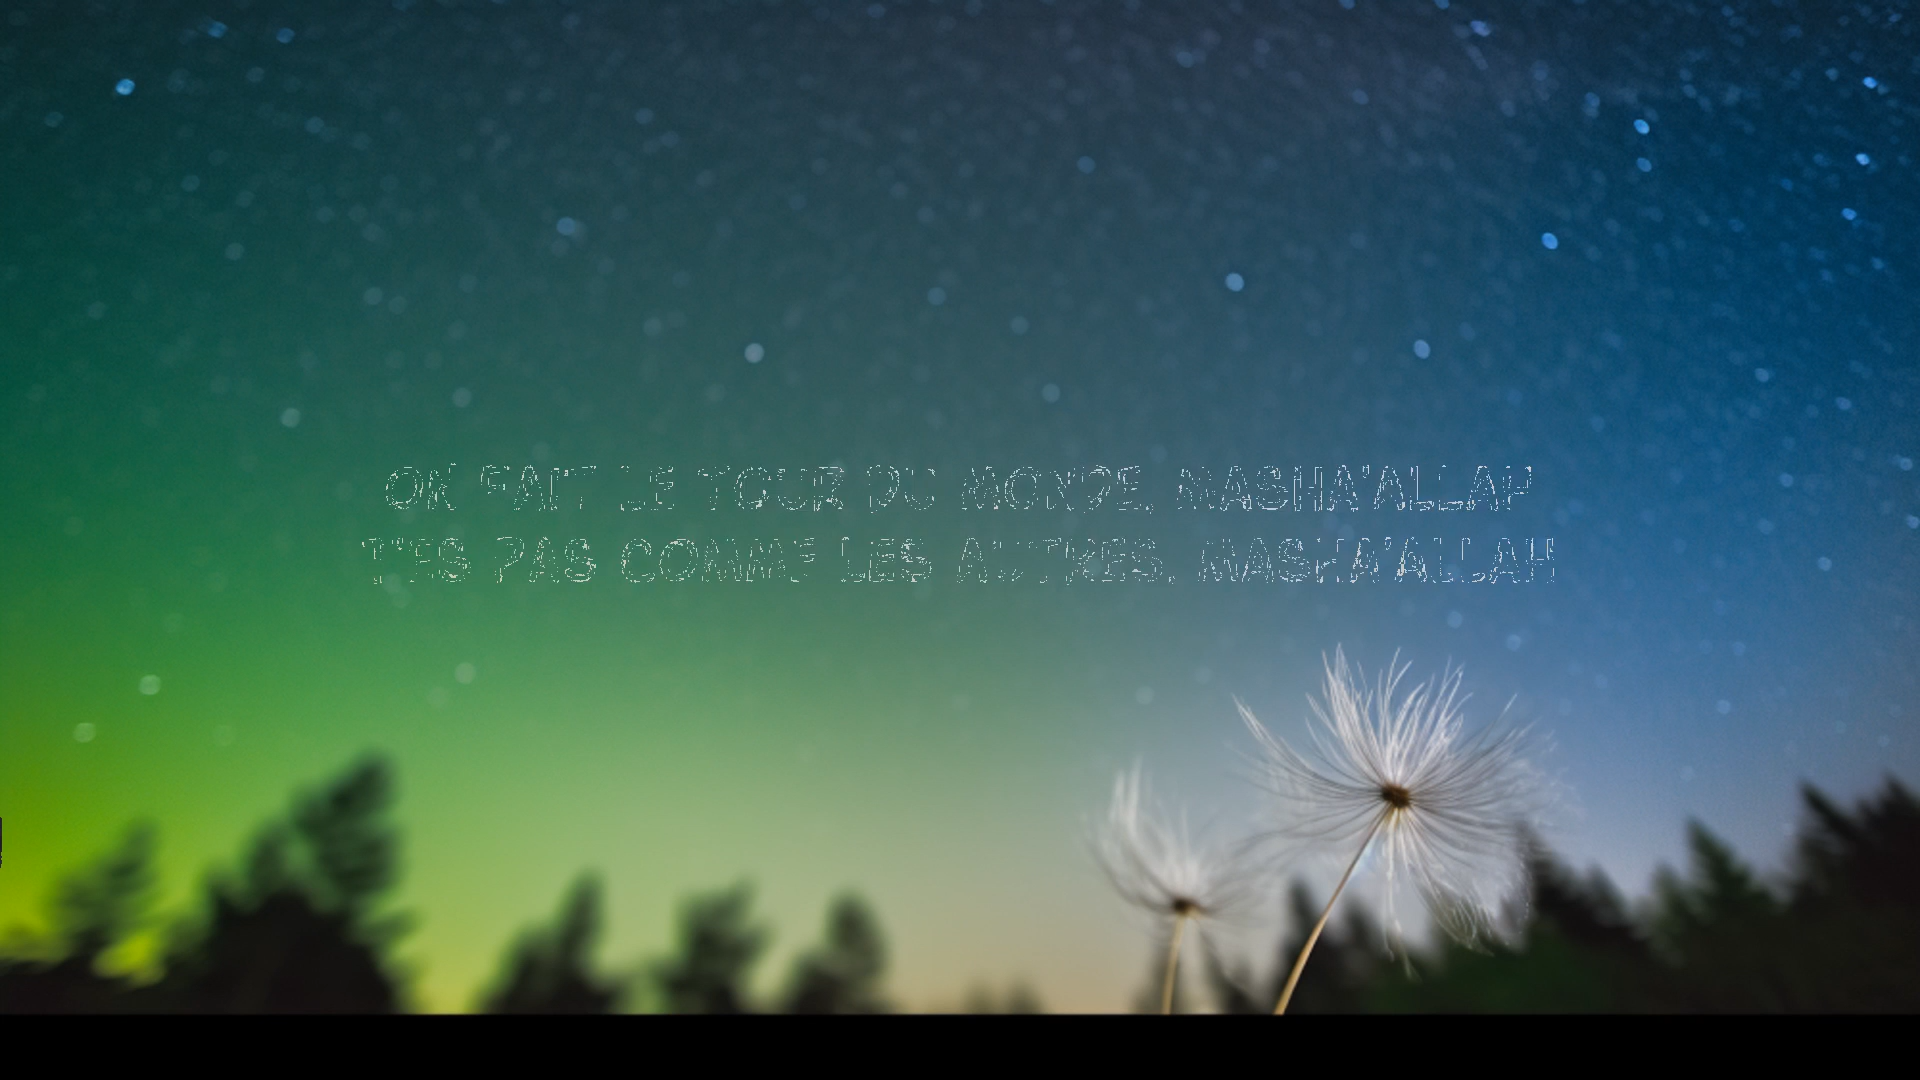 ON FAIT LE TOUR DU MONDE, MASHA'ALLAH
T'ES PAS COMME LES AUTRES, MASHA'ALLAH